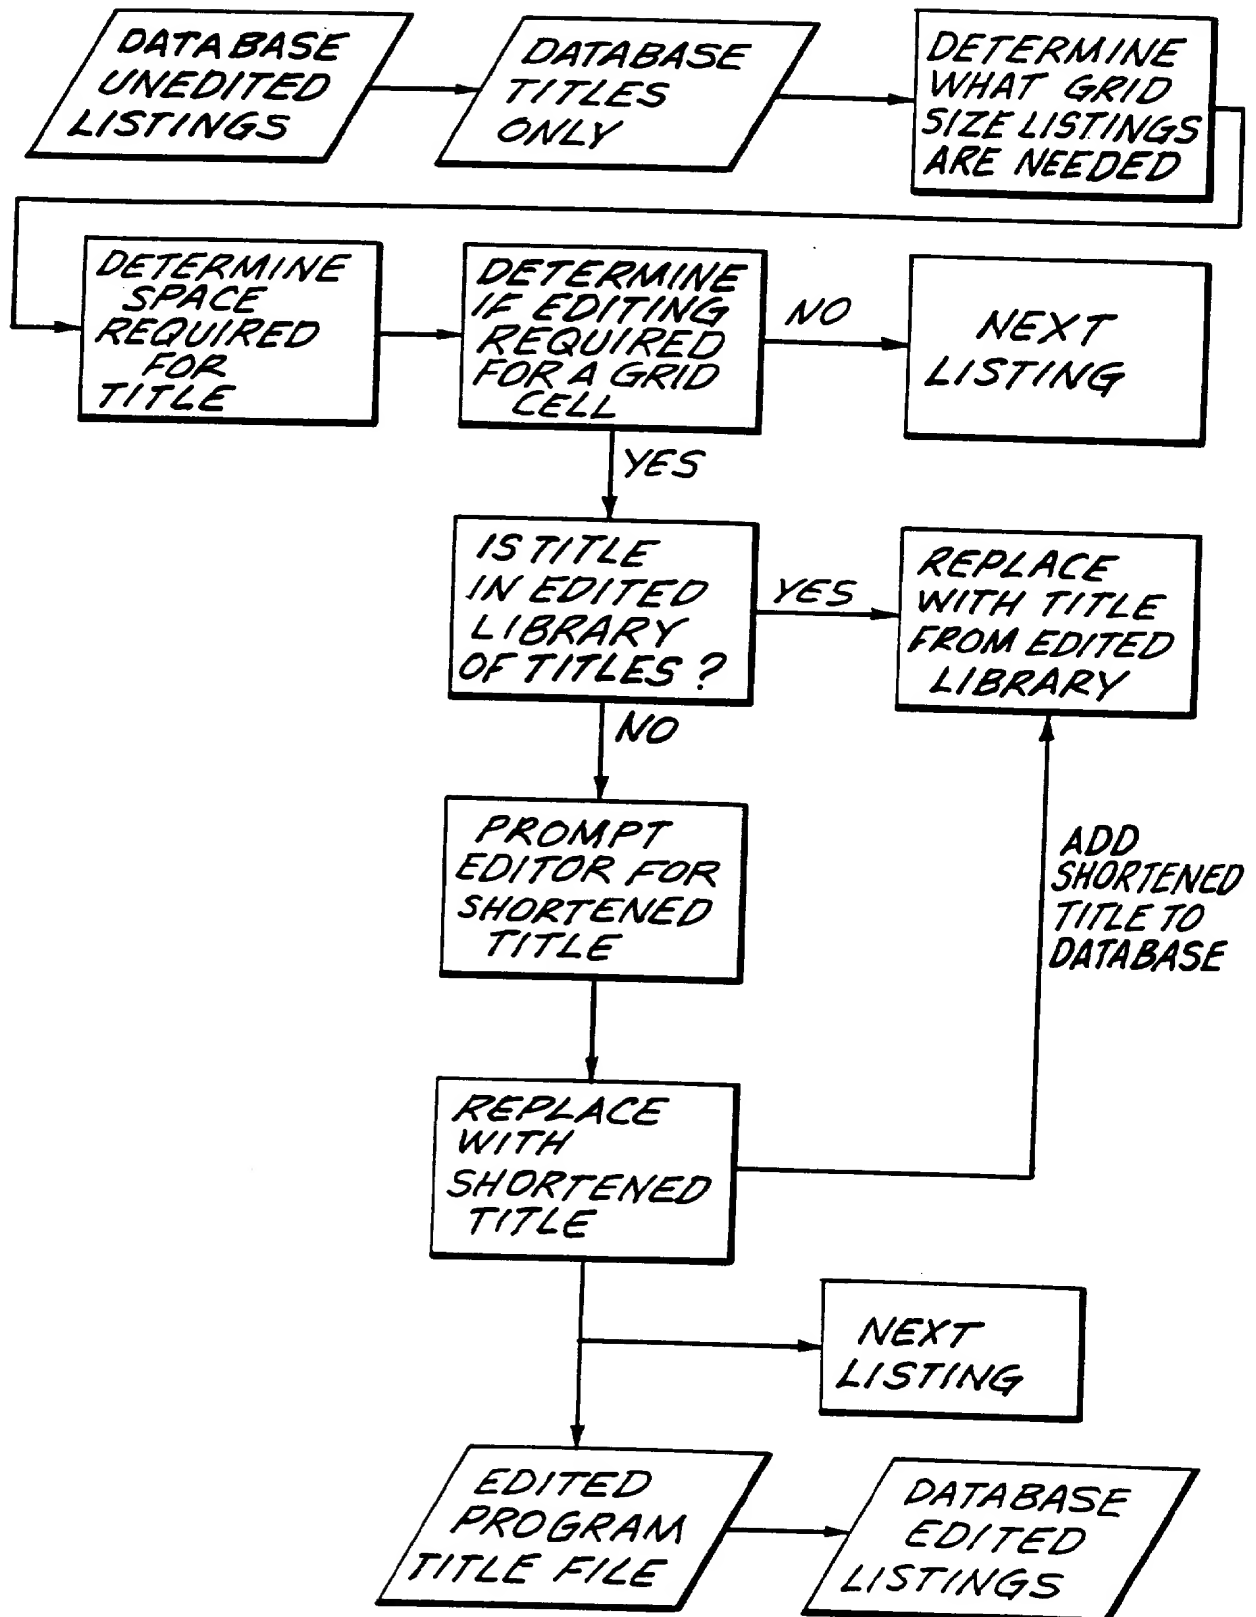 DATABASE
UNEDITED
LISTINGS
DATABASE
TITLES
ONLY
DETERMINE
WHAT GRID
SIZE LISTINGS
ARE NEEDED
DETERMINE
SPACE
REQUIRED
FOR
TITLE
DETERMINE
IF EDITING
REQUIRED
FOR A GRID
CELL
NO
NEXT
LISTING
YES
IS TITLE
IN EDITED
LIBRARY
OF TITLES?
YES
REPLACE
WITH TITLE
FROM EDITED
LIBRARY
NO
PROMPT
EDITOR FOR
SHORTENED
TITLE
ADD
SHORTENED
TITLE TO
DATABASE
REPLACE
WITH
SHORTENED
TITLE
NEXT
LISTING
EDITED
PROGRAM
TITLE FILE
DATABASE
EDITED
LISTINGS